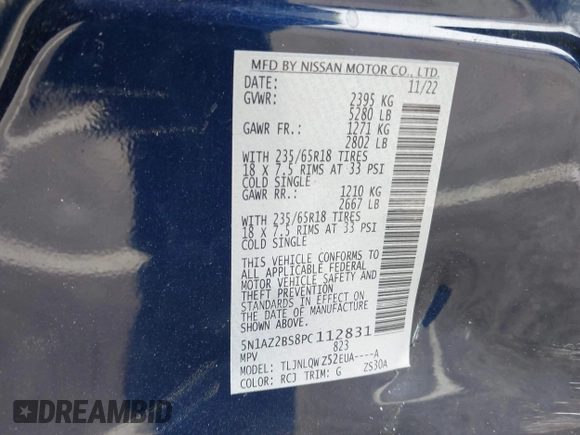 MFD BY NISSAN MOTOR CO., LTD.
DATE: 11/22
GVWR: 2395 KG
5280 LB
GAWR FR.: 1271 KG
2802 LB
WITH 235/65R18 TIRES
18 X 7.5 RIMS AT 33 PSI
COLD SINGLE
GAWR RR.: 1210 KG
2667 LB
WITH 235/65R18 TIRES
18 X 7.5 RIMS AT 33 PSI
COLD SINGLE
THIS VEHICLE CONFORMS TO
ALL APPLICABLE FEDERAL
MOTOR VEHICLE SAFETY AND
THEFT PREVENTION
STANDARDS IN EFFECT ON
THE DATE OF MANUFACTURE
SHOWN ABOVE.
5N1AZ2BS8PC112831
MPV 823
MODEL: TLJNLQWZS2EUA----A
COLOR: RCJ TRIM: G ZS30A
DREAMBID
CRASHED CARS ARCHIVE